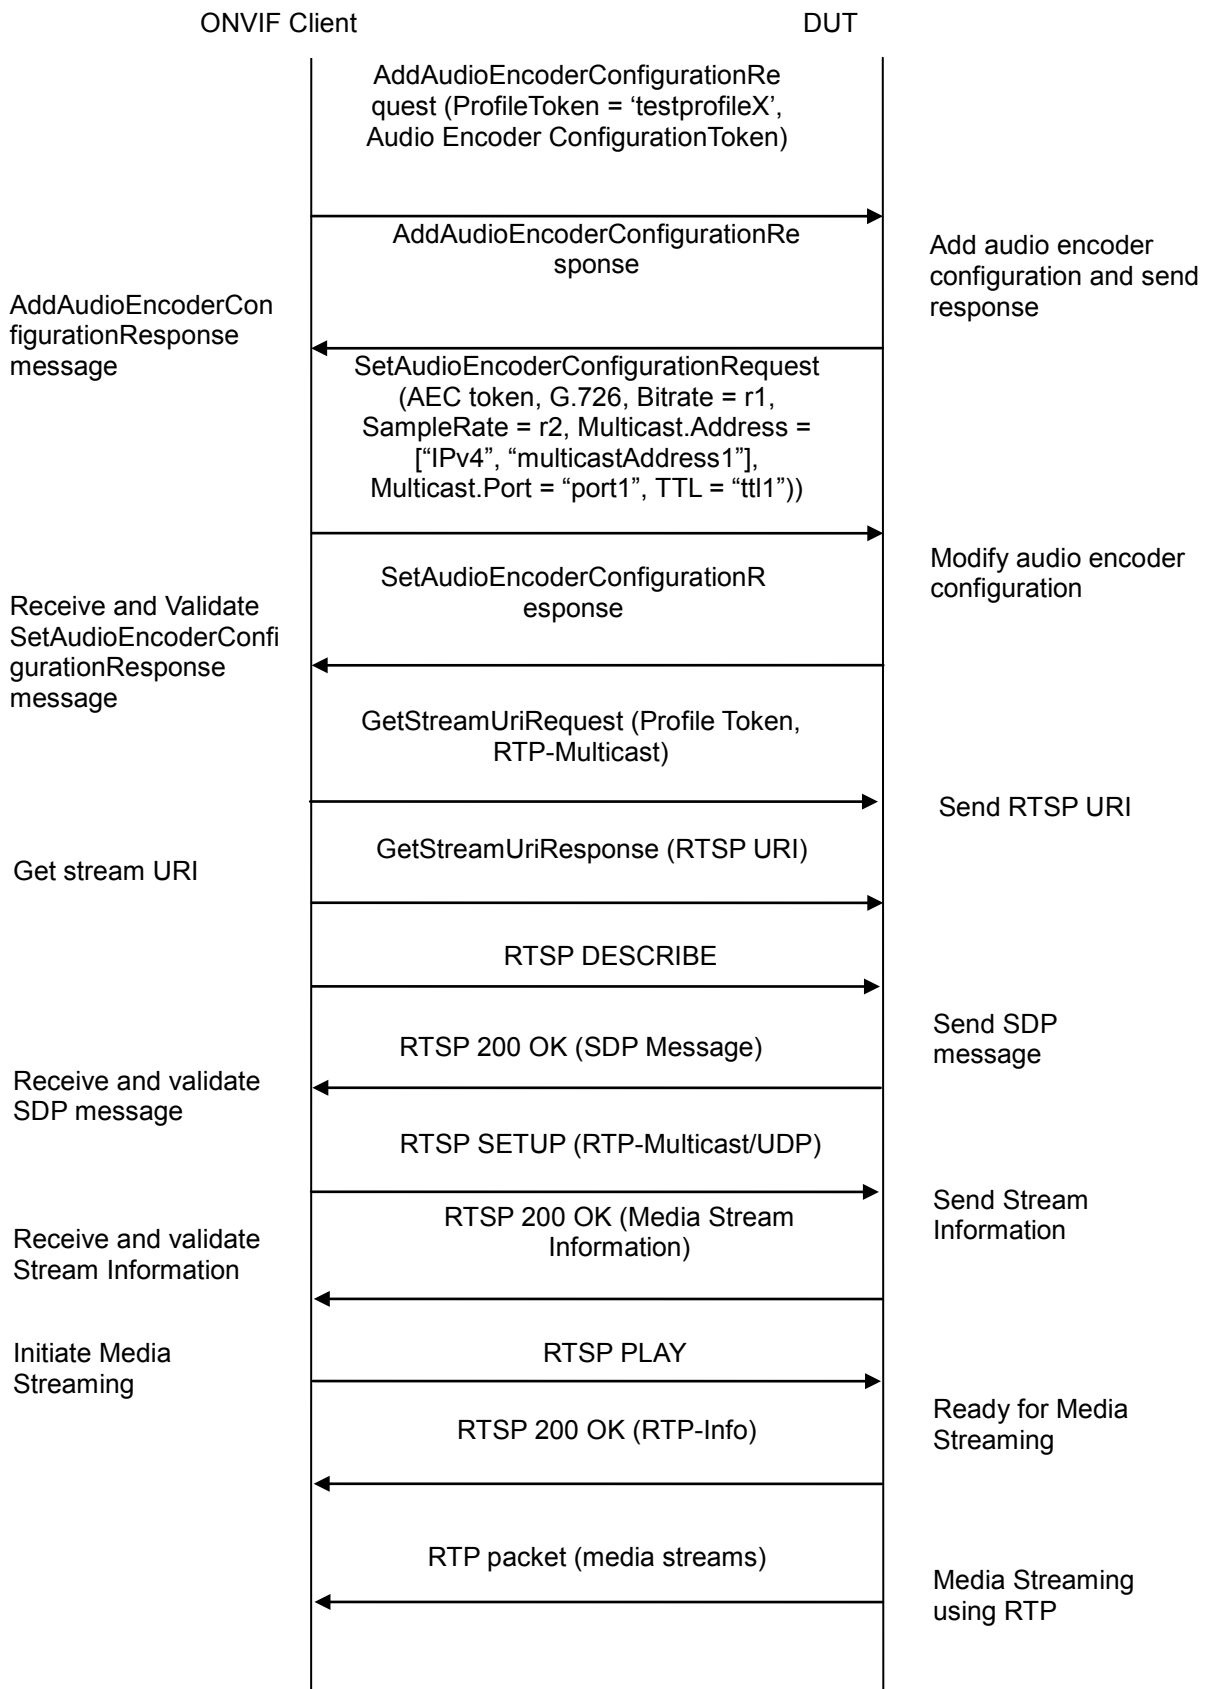 ONVIF Client
DUT
AddAudioEncoderConfigurationRe
quest (ProfileToken = ‘testprofileX’,
Audio Encoder ConfigurationToken)
AddAudioEncoderConfigurationRe
sponse
Add audio encoder
configuration and send
response
AddAudioEncoderCon
figurationResponse
message
SetAudioEncoderConfigurationRequest
(AEC token, G.726, Bitrate = r1,
SampleRate = r2, Multicast.Address =
[“IPv4”, “multicastAddress1”],
Multicast.Port = “port1”, TTL = “ttl1”))
Modify audio encoder
configuration
SetAudioEncoderConfigurationR
esponse
Receive and Validate
SetAudioEncoderConfi
gurationResponse
message
GetStreamUriRequest (Profile Token,
RTP-Multicast)
Send RTSP URI
GetStreamUriResponse (RTSP URI)
Get stream URI
RTSP DESCRIBE
Send SDP
message
RTSP 200 OK (SDP Message)
Receive and validate
SDP message
RTSP SETUP (RTP-Multicast/UDP)
Send Stream
Information
RTSP 200 OK (Media Stream
Information)
Receive and validate
Stream Information
Initiate Media
Streaming
RTSP PLAY
Ready for Media
Streaming
RTSP 200 OK (RTP-Info)
RTP packet (media streams)
Media Streaming
using RTP